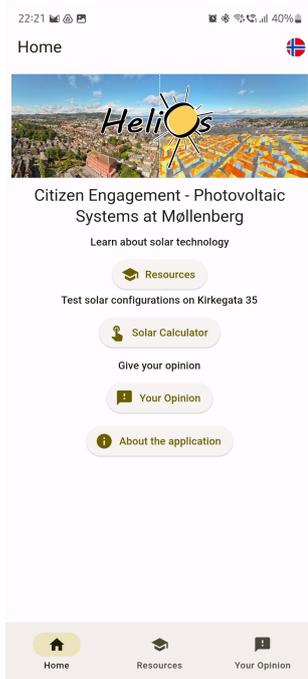 22:21 40%
Home
Helios
Citizen Engagement - Photovoltaic
Systems at Møllenberg
Learn about solar technology
Resources
Test solar configurations on Kirkegata 35
Solar Calculator
Give your opinion
Your Opinion
About the application
Home Resources Your Opinion